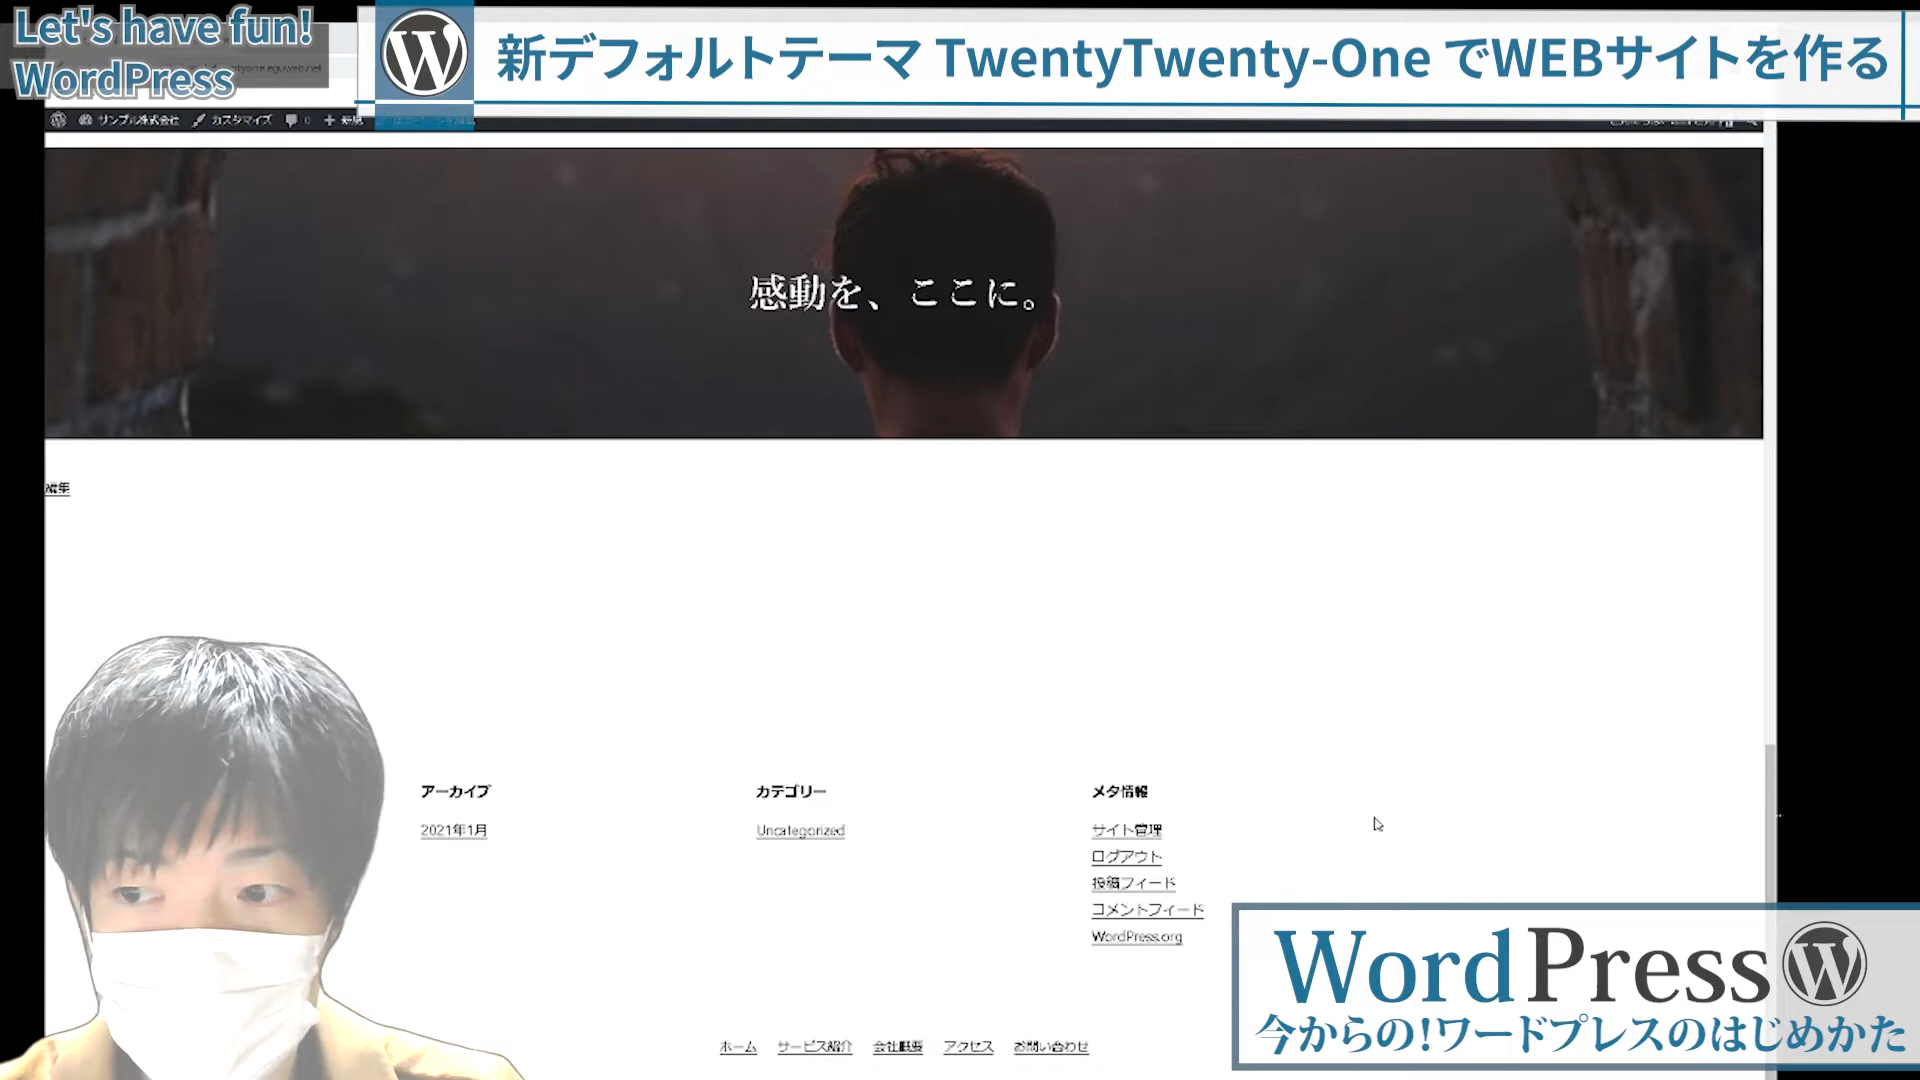 Let's have fun!
WordPress
新デフォルトテーマ TwentyTwenty-One でWEBサイトを作る
サンプル株式会社 カスタマイズ 0 新規
感動を、ここに。
編集
アーカイブ
2021年1月
カテゴリー
Uncategorized
メタ情報
サイト管理
ログアウト
投稿フィード
コメントフィード
WordPress.org
ホーム サービス紹介 会社概要 アクセス お問い合わせ
WordPress
今からの!ワードプレスのはじめかた